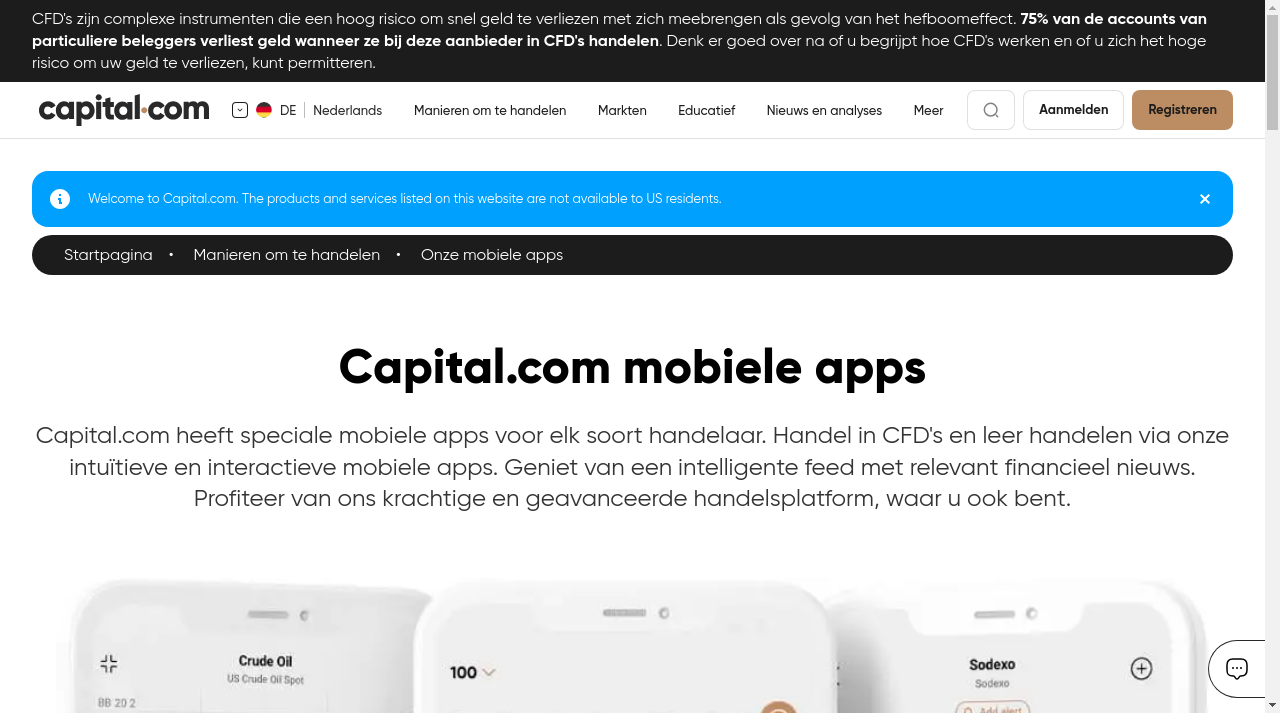 CFD's zijn complexe instrumenten die een hoog risico om snel geld te verliezen met zich meebrengen als gevolg van het hefboomeffect. 75% van de accounts van
particuliere beleggers verliest geld wanneer ze bij deze aanbieder in CFD's handelen. Denk er goed over na of u begrijpt hoe CFD's werken en of u zich het hoge
risico om uw geld te verliezen, kunt permitteren.
capital.com DE Nederlands Manieren om te handelen Markten Educatief Nieuws en analyses Meer Aanmelden Registreren
Welcome to Capital.com. The products and services listed on this website are not available to US residents.
Startpagina • Manieren om te handelen • Onze mobiele apps
Capital.com mobiele apps
Capital.com heeft speciale mobiele apps voor elk soort handelaar. Handel in CFD's en leer handelen via onze
intuïtieve en interactieve mobiele apps. Geniet van een intelligente feed met relevant financieel nieuws.
Profiteer van ons krachtige en geavanceerde handelsplatform, waar u ook bent.
Crude Oil
US Crude Oil Spot
BB 20 2
100
Sodexo
Sodexo
Add alert